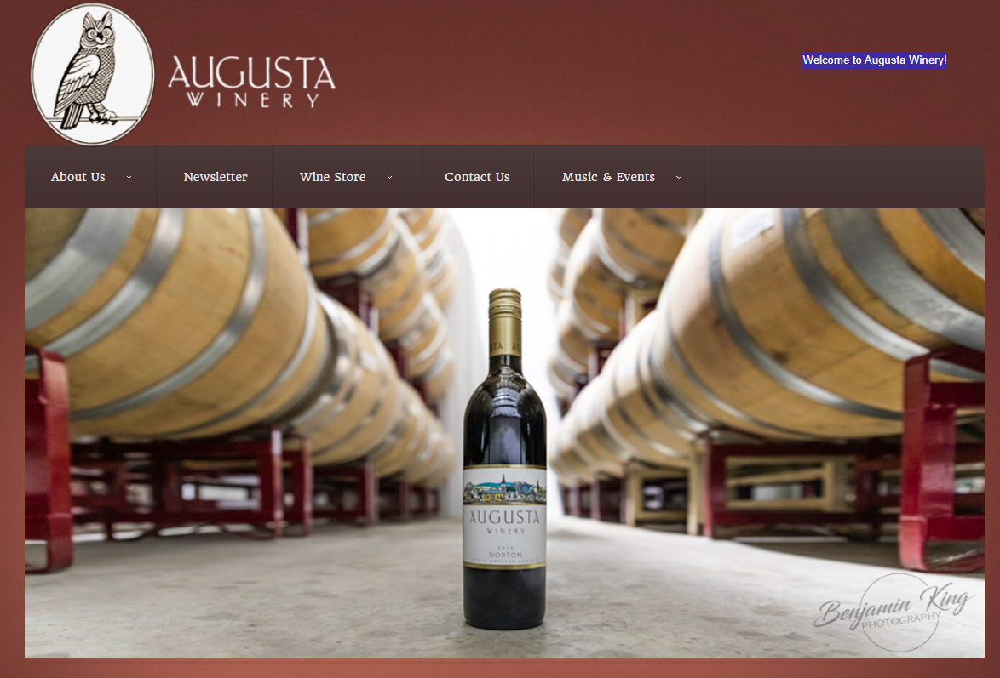 AUGUSTA
WINERY
Welcome to Augusta Winery!
About Us
Newsletter
Wine Store
Contact Us
Music & Events
AUGUSTA
WINERY
NORTON
Benjamin King
PHOTOGRAPHY